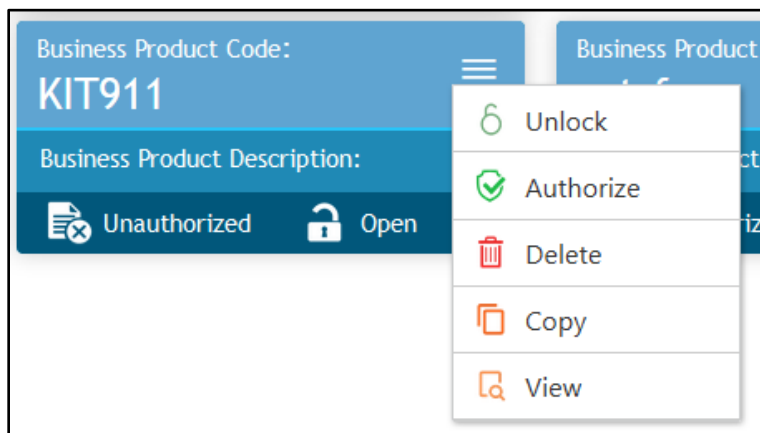 Business Product Code:
KIT911
Business Product Description:
Unauthorized
Open
Business Product
Unlock
Authorize
Delete
Copy
View